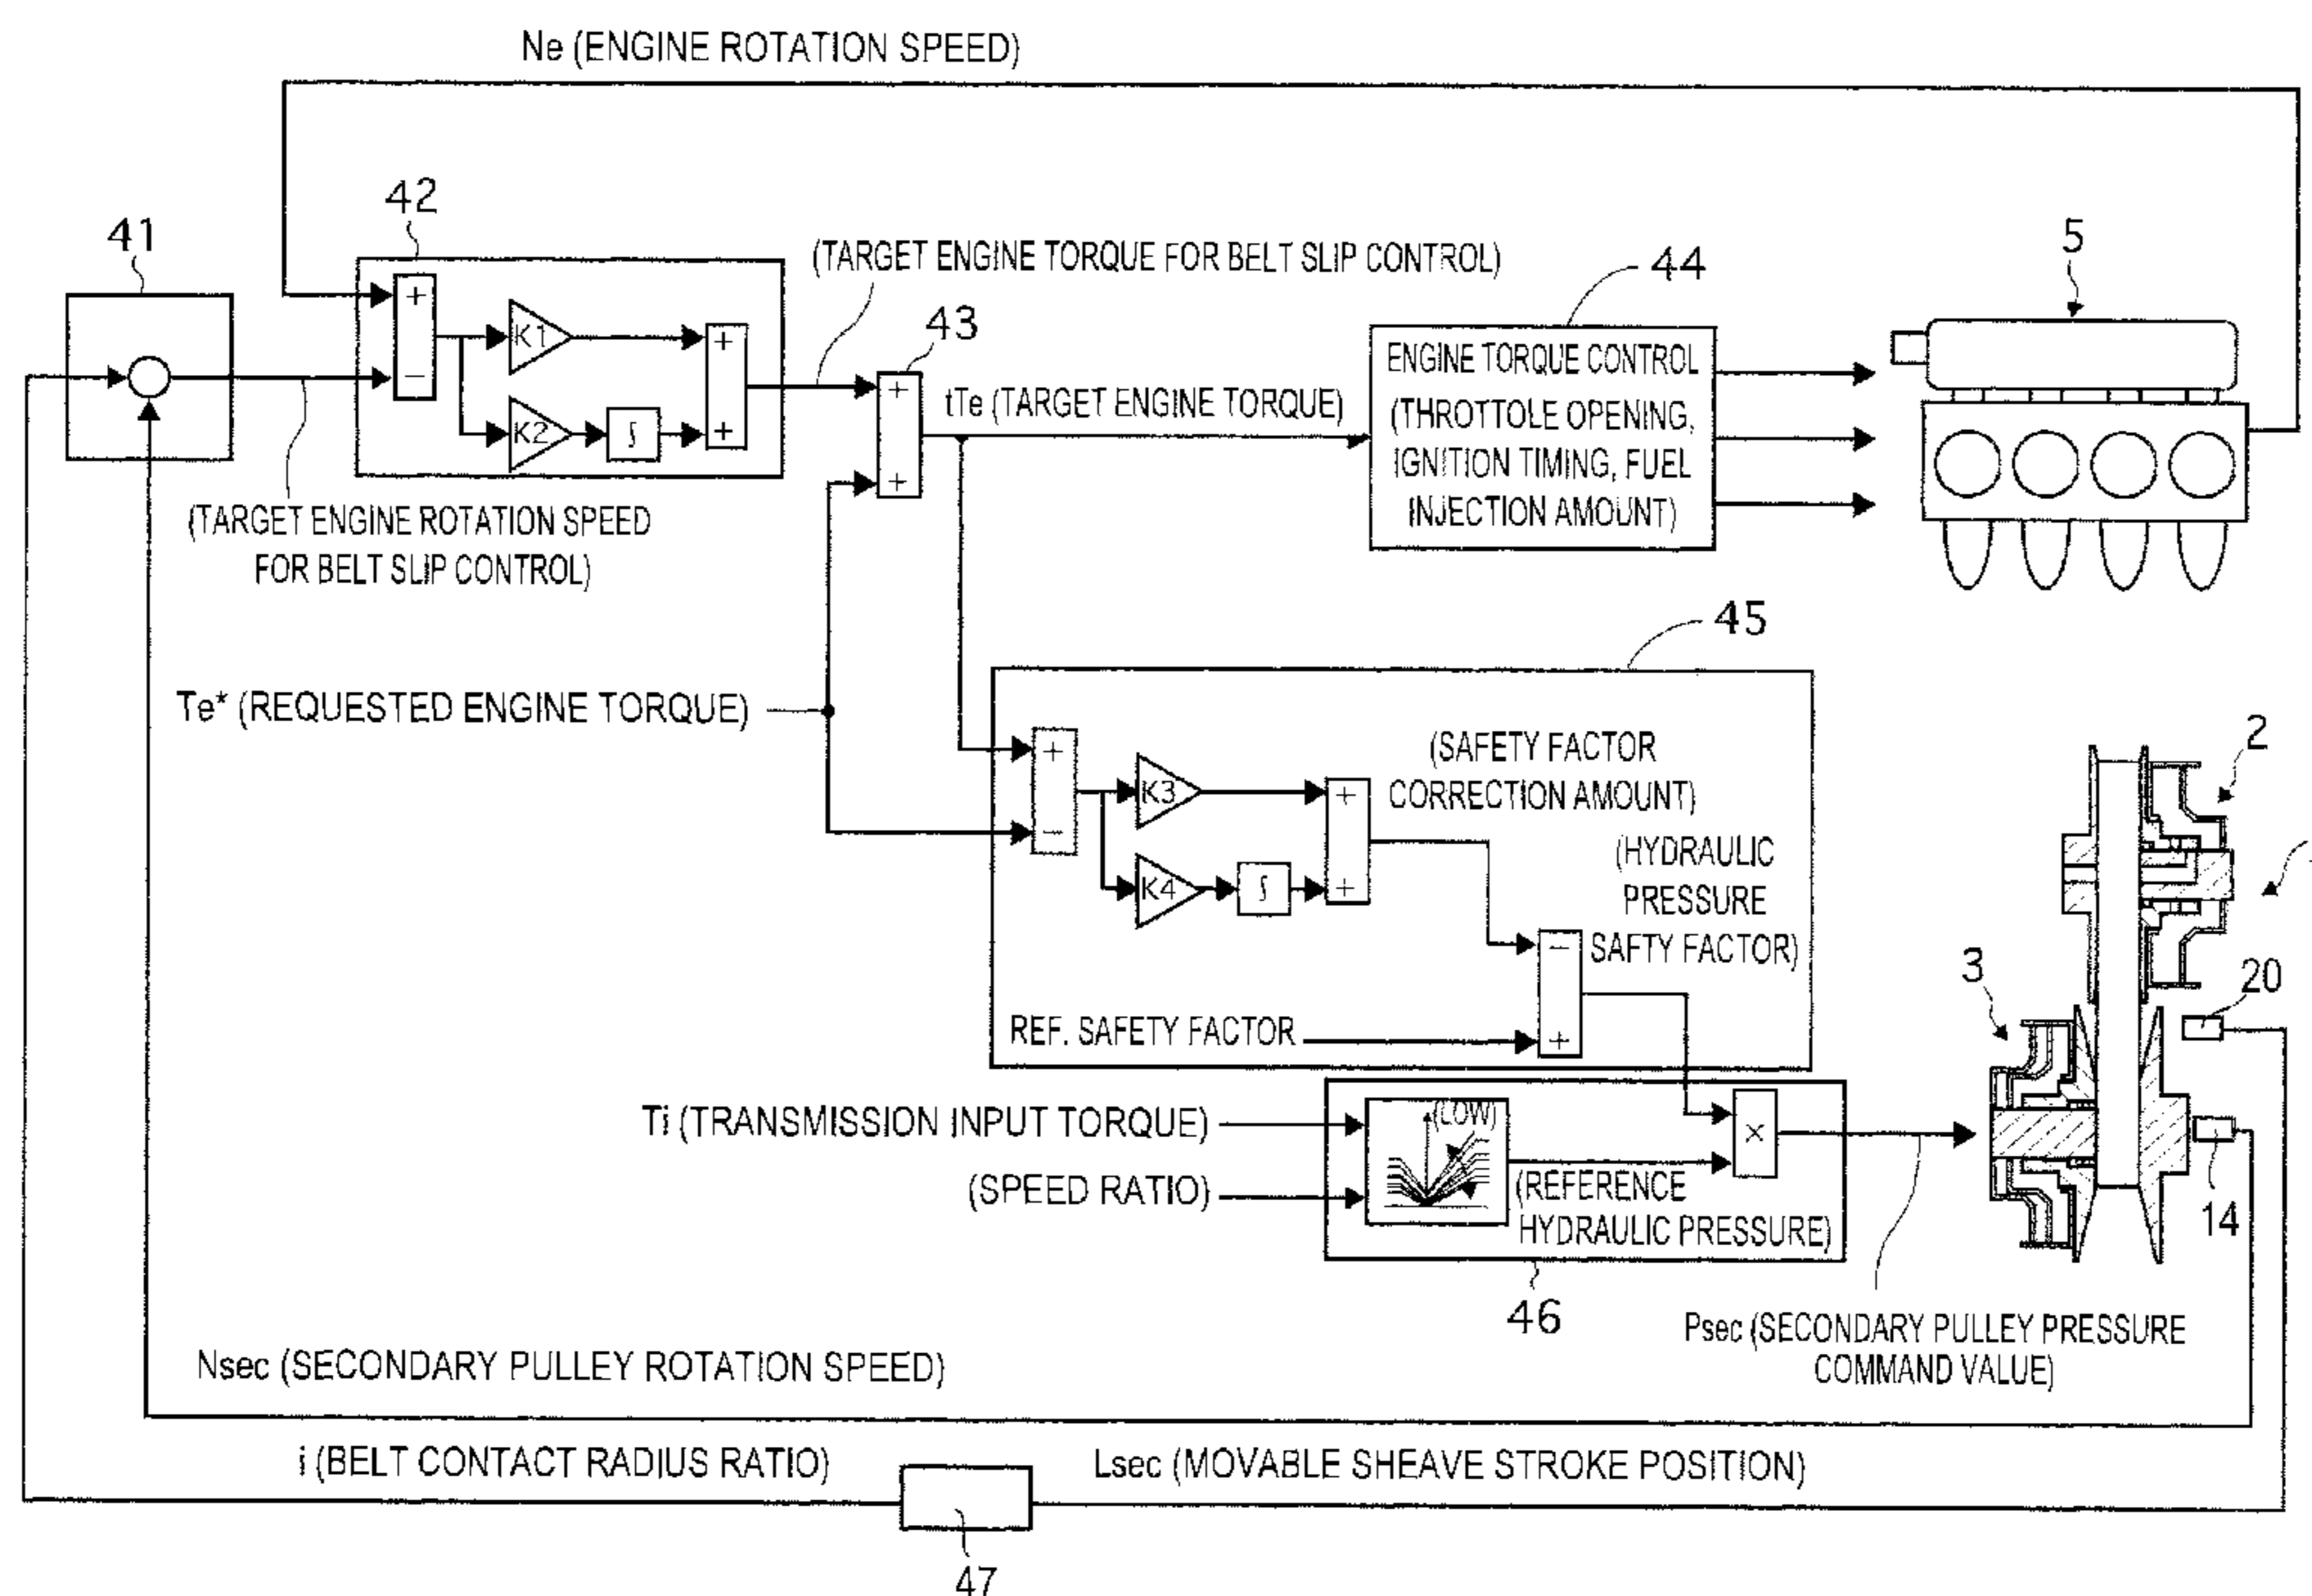 Ne (ENGINE ROTATION SPEED)
41
42
+
−
K1
K2
∫
+
+
(TARGET ENGINE TORQUE FOR BELT SLIP CONTROL)
43
+
+
tTe (TARGET ENGINE TORQUE)
44
ENGINE TORQUE CONTROL
(THROTTOLE OPENING,
IGNITION TIMING, FUEL
INJECTION AMOUNT)
5
(TARGET ENGINE ROTATION SPEED
FOR BELT SLIP CONTROL)
Te* (REQUESTED ENGINE TORQUE)
45
+
−
K3
K4
∫
+
+
(SAFETY FACTOR
CORRECTION AMOUNT)
(HYDRAULIC
PRESSURE
SAFTY FACTOR)
−
+
REF. SAFETY FACTOR
2
3
20
14
Ti (TRANSMISSION INPUT TORQUE)
(SPEED RATIO)
(LOW)
×
(REFERENCE
HYDRAULIC PRESSURE)
46
Psec (SECONDARY PULLEY PRESSURE
COMMAND VALUE)
Nsec (SECONDARY PULLEY ROTATION SPEED)
i (BELT CONTACT RADIUS RATIO)
Lsec (MOVABLE SHEAVE STROKE POSITION)
47